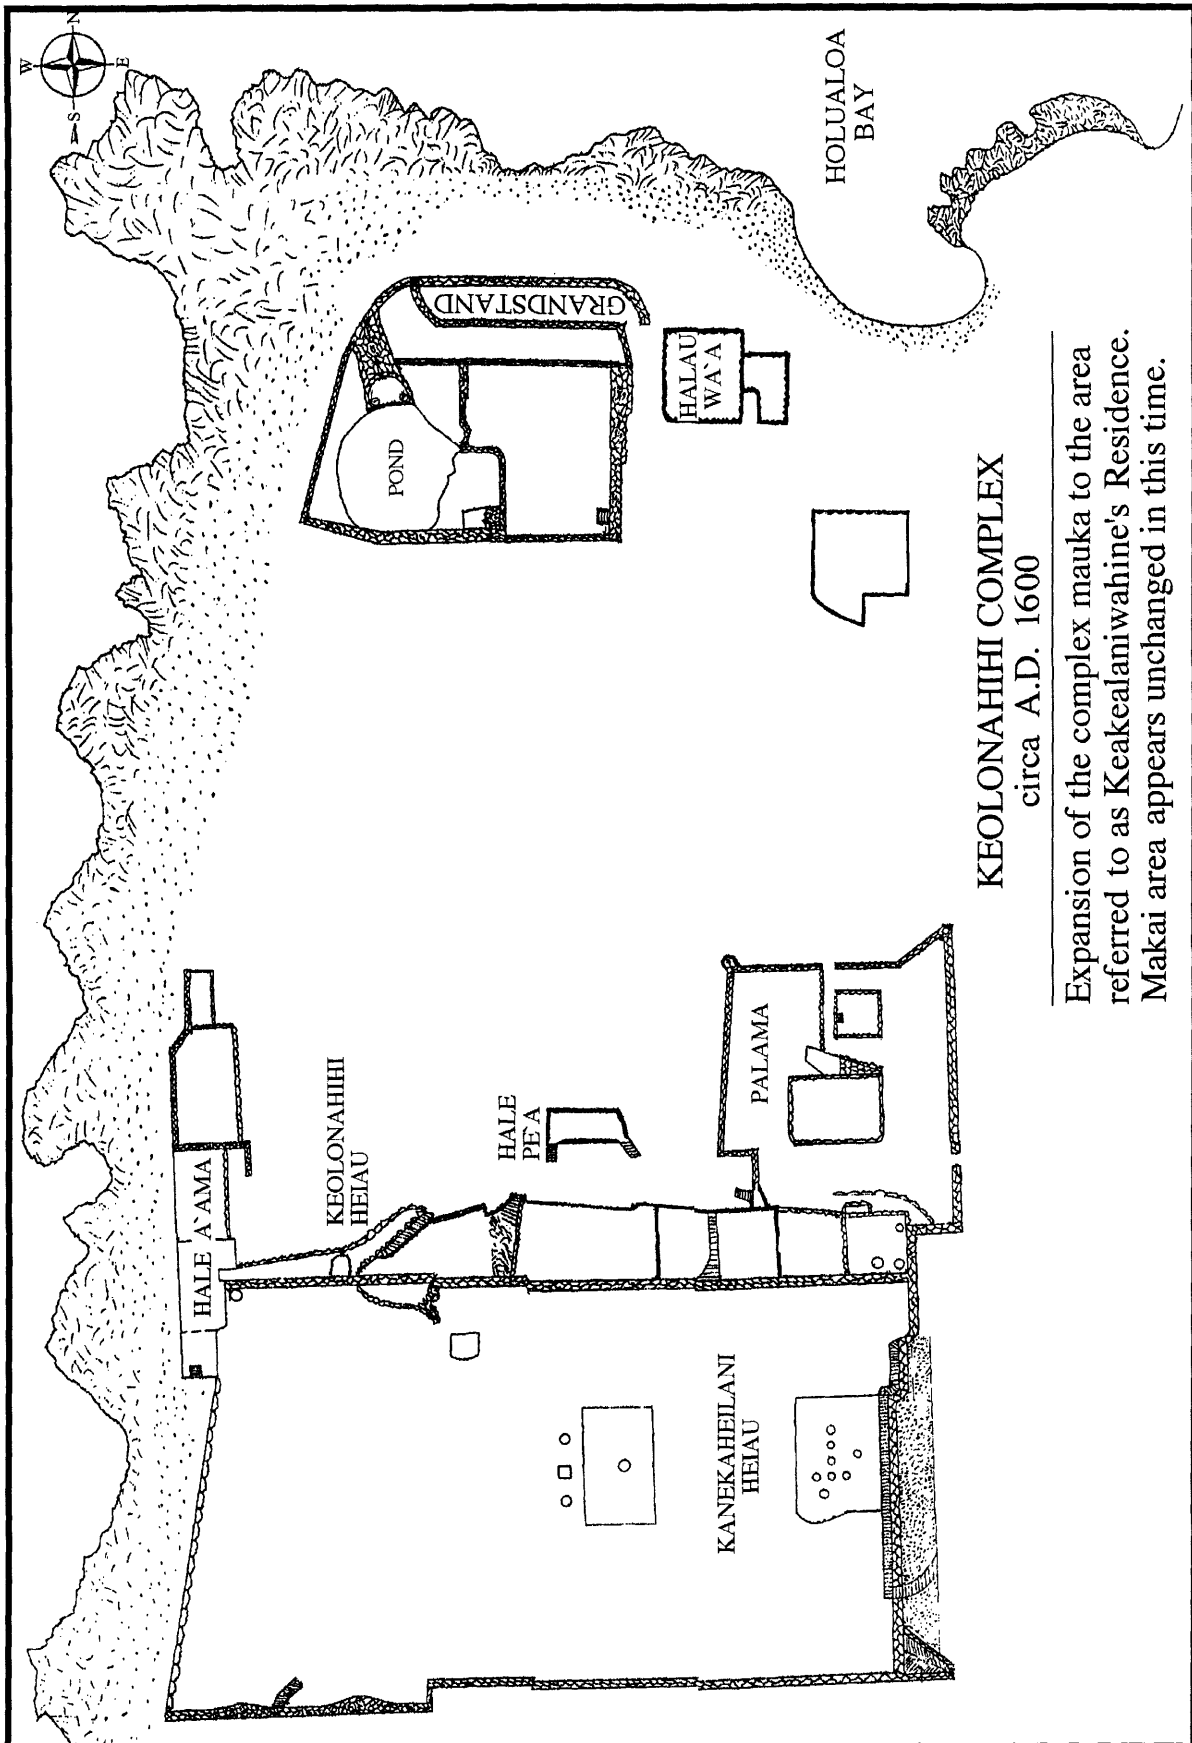 N
W
E
S
HOLUALOA
BAY
GRANDSTAND
POND
HALAU
WA`A
HALE A`AMA
KEOLONAHIHI
HEIAU
HALE
PE`A
PALAMA
KANEKAHEILANI
HEIAU
KEOLONAHIHI COMPLEX
circa A.D. 1600
Expansion of the complex mauka to the area
referred to as Keakealaniwahine's Residence.
Makai area appears unchanged in this time.